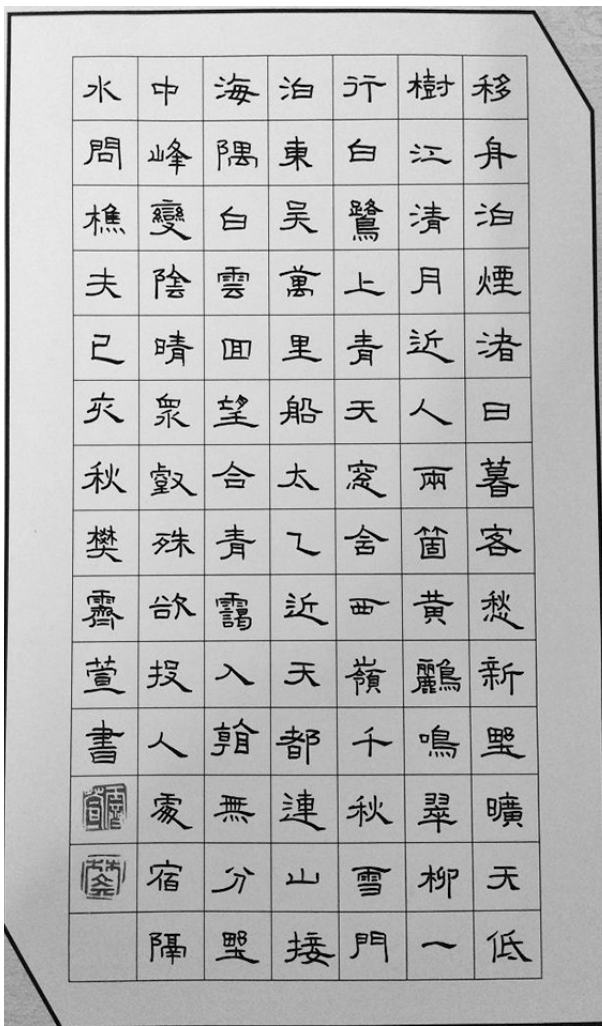 移舟泊煙渚日暮客愁新野曠天低
樹江清月近人兩箇黃鸝鳴翠柳一
行白鷺上青天窓含西嶺千秋雪門
泊東吴萬里船太乙近天都連山接
海隅白雲回望合青靄入看無分野
中峰變陰晴衆壑殊欲投人處宿隔
水問樵夫已亥秋樊霽萱書